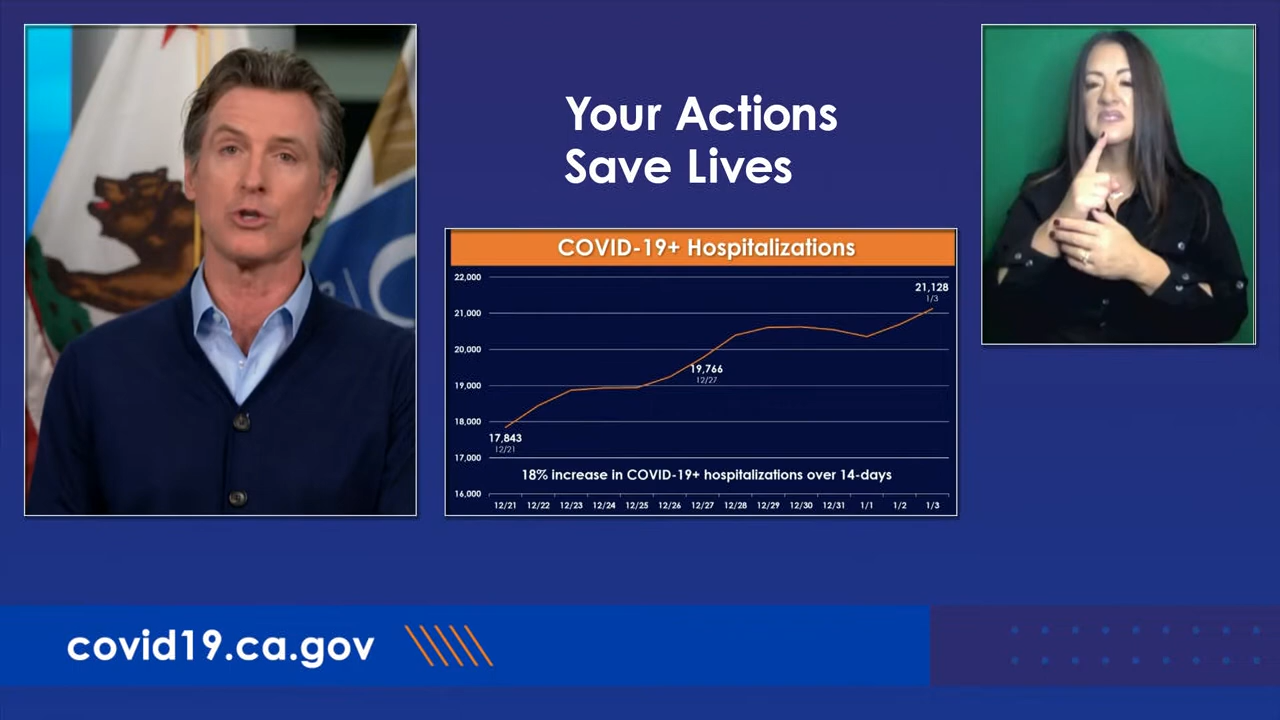 Your Actions
Save Lives
COVID-19+ Hospitalizations
22,000
21,128
1/3
21,000
20,000
19,766
12/27
19,000
18,000
17,843
12/21
17,000
18% increase in COVID-19+ hospitalizations over 14-days
16,000
12/21 12/22 12/23 12/24 12/25 12/26 12/27 12/28 12/29 12/30 12/31 1/1 1/2 1/3
covid19.ca.gov